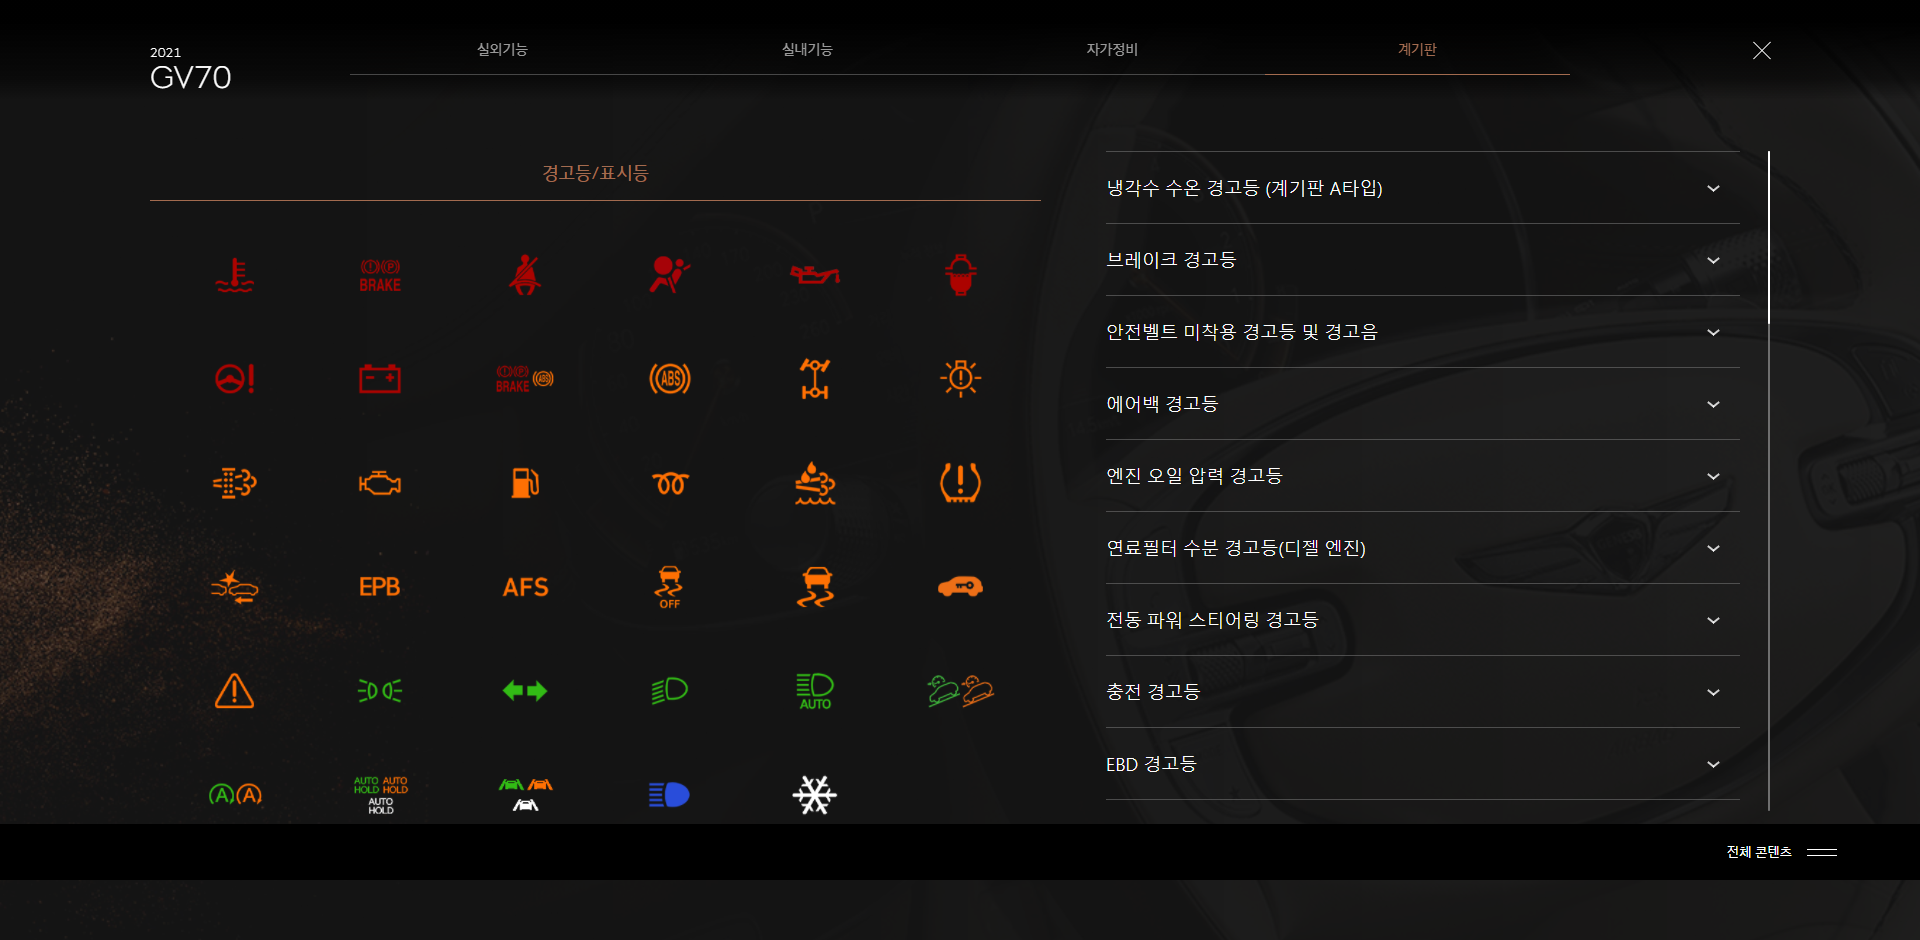 2021
GV70
실외기능
실내기능
자가정비
계기판
경고등/표시등
BRAKE
BRAKE
ABS
ABS
EPB
AFS
OFF
AUTO
A
A
AUTO HOLD
AUTO HOLD
AUTO HOLD
냉각수 수온 경고등 (계기판 A타입)
브레이크 경고등
안전벨트 미착용 경고등 및 경고음
에어백 경고등
엔진 오일 압력 경고등
연료필터 수분 경고등(디젤 엔진)
전동 파워 스티어링 경고등
충전 경고등
EBD 경고등
전체 콘텐츠